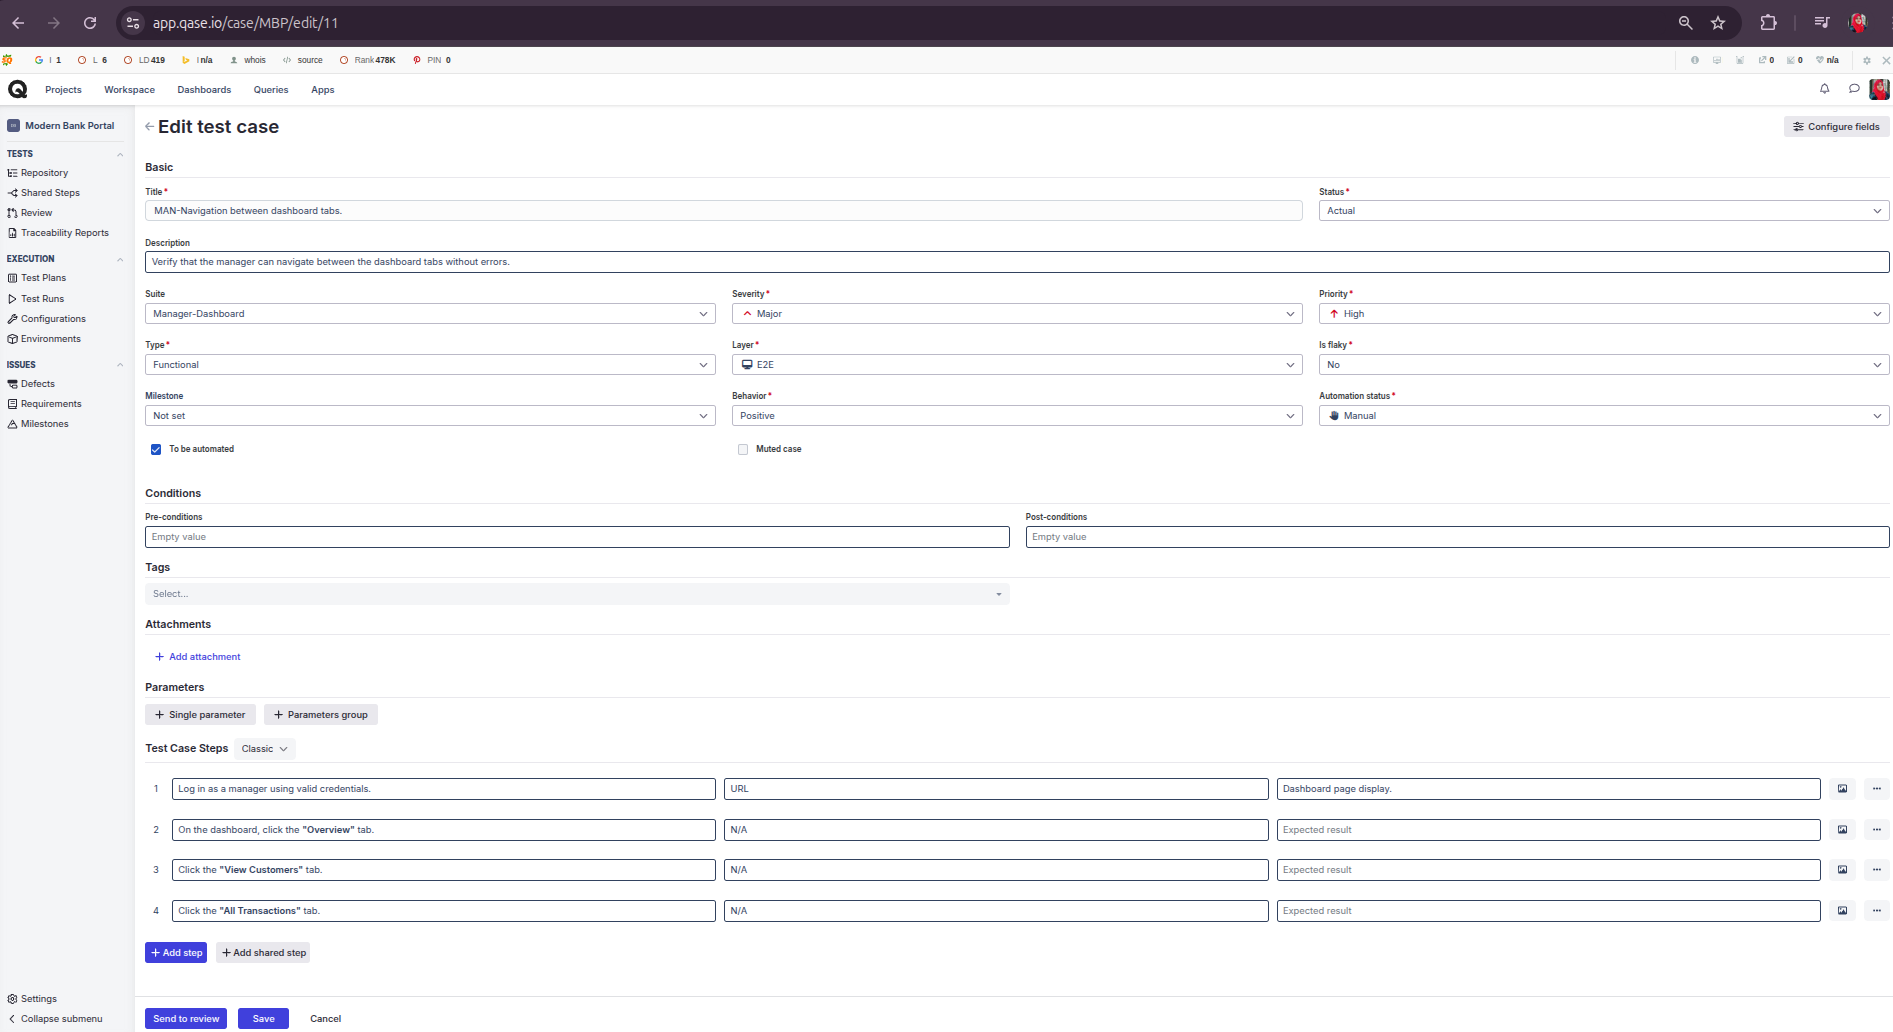 app.qase.io/case/MBP/edit/11
I 1 L 6 LD 419 I n/a whois source Rank 478K PIN 0 0 0 n/a
Projects Workspace Dashboards Queries Apps
Modern Bank Portal
TESTS
Repository
Shared Steps
Review
Traceability Reports
EXECUTION
Test Plans
Test Runs
Configurations
Environments
ISSUES
Defects
Requirements
Milestones
Settings
Collapse submenu
Edit test case
Configure fields
Basic
Title* Status*
MAN-Navigation between dashboard tabs. Actual
Description
Verify that the manager can navigate between the dashboard tabs without errors.
Suite Severity* Priority*
Manager-Dashboard Major High
Type* Layer* Is flaky*
Functional E2E No
Milestone Behavior* Automation status*
Not set Positive Manual
To be automated Muted case
Conditions
Pre-conditions Post-conditions
Empty value Empty value
Tags
Select...
Attachments
+ Add attachment
Parameters
+ Single parameter + Parameters group
Test Case Steps Classic
1 Log in as a manager using valid credentials. URL Dashboard page display. ...
2 On the dashboard, click the "Overview" tab. N/A Expected result ...
3 Click the "View Customers" tab. N/A Expected result ...
4 Click the "All Transactions" tab. N/A Expected result ...
+ Add step + Add shared step
Send to review Save Cancel